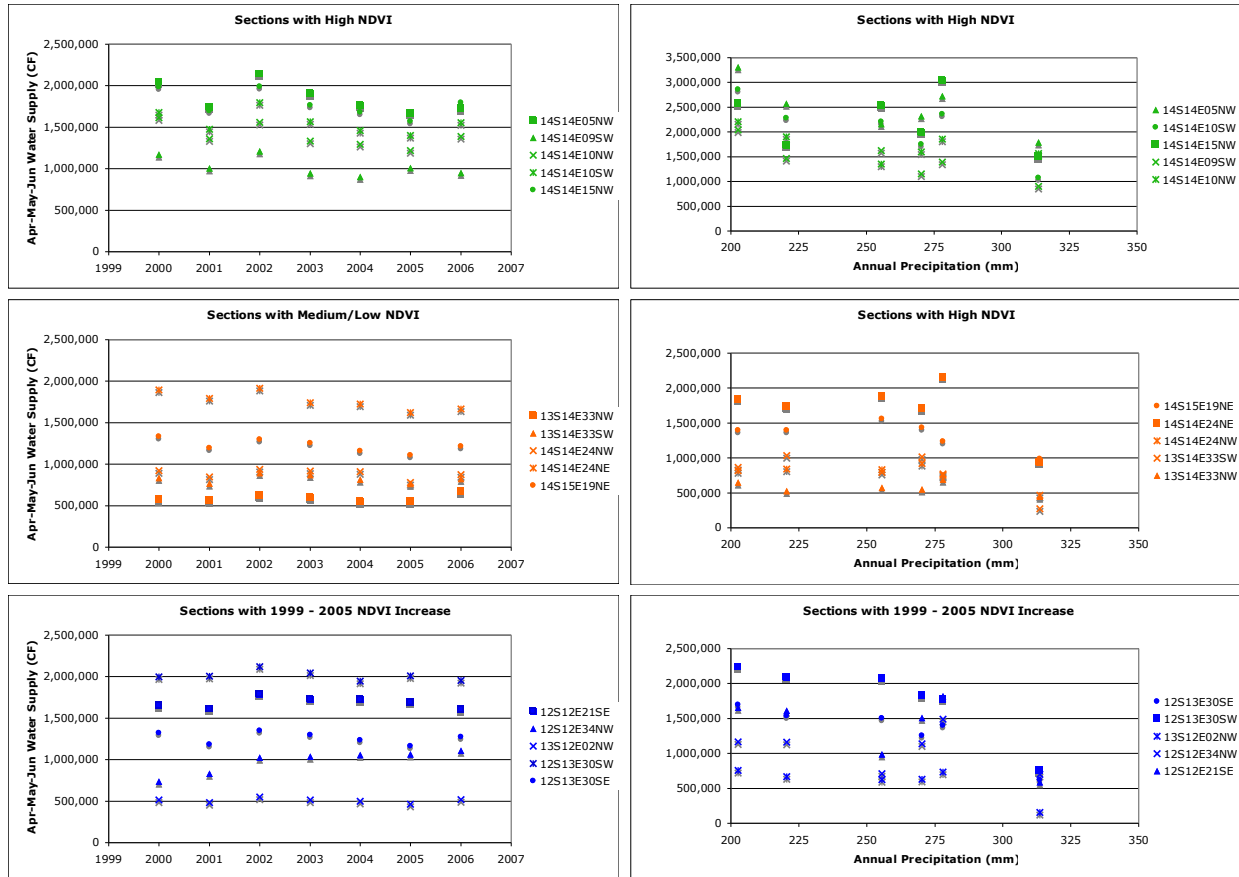 Sections with High NDVI
Apr-May-Jun Water Supply (CF)
2,500,000
2,000,000
1,500,000
1,000,000
500,000
0
1999 2000 2001 2002 2003 2004 2005 2006 2007
14S14E05NW
14S14E09SW
14S14E10NW
14S14E10SW
14S14E15NW
Sections with High NDVI
3,500,000
3,000,000
2,500,000
2,000,000
1,500,000
1,000,000
500,000
0
200 225 250 275 300 325 350
Annual Precipitation (mm)
14S14E05NW
14S14E10SW
14S14E15NW
14S14E09SW
14S14E10NW
Sections with Medium/Low NDVI
Apr-May-Jun Water Supply (CF)
2,500,000
2,000,000
1,500,000
1,000,000
500,000
0
1999 2000 2001 2002 2003 2004 2005 2006 2007
13S14E33NW
13S14E33SW
14S14E24NW
14S14E24NE
14S15E19NE
Sections with High NDVI
2,500,000
2,000,000
1,500,000
1,000,000
500,000
0
200 225 250 275 300 325 350
Annual Precipitation (mm)
14S15E19NE
14S14E24NE
14S14E24NW
13S14E33SW
13S14E33NW
Sections with 1999 - 2005 NDVI Increase
Apr-May-Jun Water Supply (CF)
2,500,000
2,000,000
1,500,000
1,000,000
500,000
0
1999 2000 2001 2002 2003 2004 2005 2006 2007
12S12E21SE
12S12E34NW
13S12E02NW
12S13E30SW
12S13E30SE
Sections with 1999 - 2005 NDVI Increase
2,500,000
2,000,000
1,500,000
1,000,000
500,000
0
200 225 250 275 300 325 350
Annual Precipitation (mm)
12S13E30SE
12S13E30SW
13S12E02NW
12S12E34NW
12S12E21SE